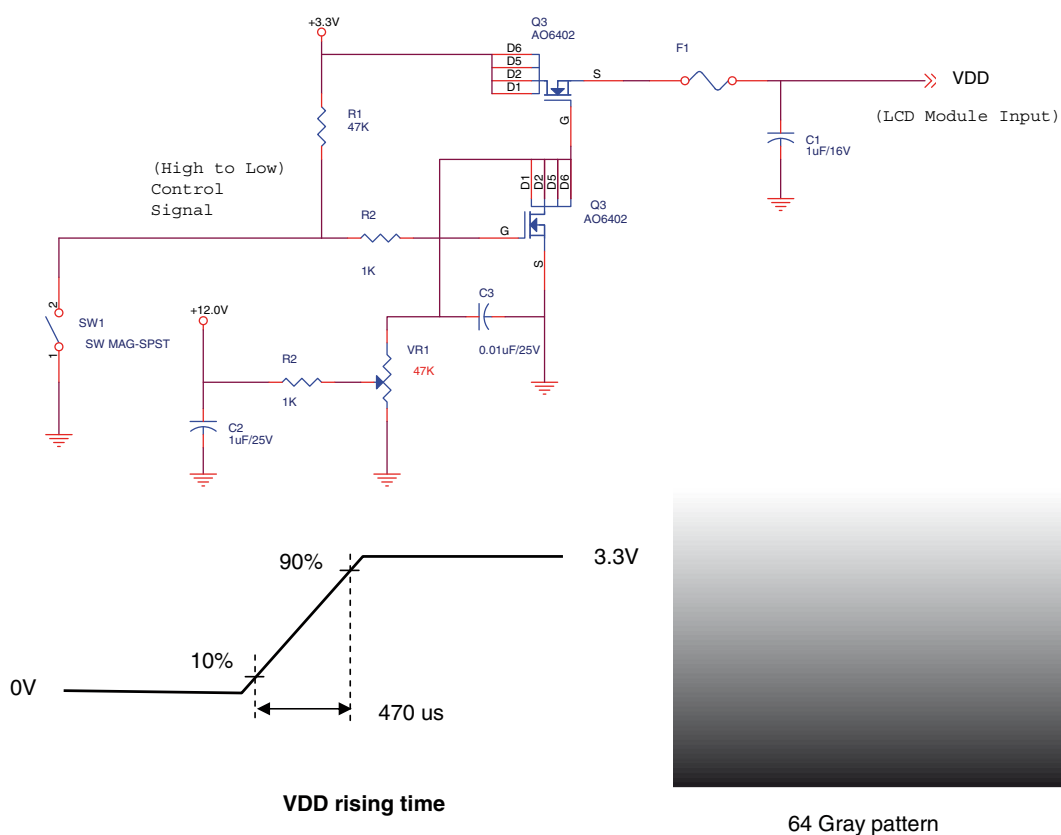 +3.3V
Q3
AO6402
D6
D5
D2
D1
S
G
F1
VDD
(LCD Module Input)
R1
47K
C1
1uF/16V
(High to Low)
Control
Signal
D1
D2
D5
D6
Q3
AO6402
R2
1K
G
S
2
1
SW1
SW MAG-SPST
+12.0V
R2
1K
VR1
47K
C3
0.01uF/25V
C2
1uF/25V
90%
3.3V
10%
0V
470 us
VDD rising time
64 Gray pattern